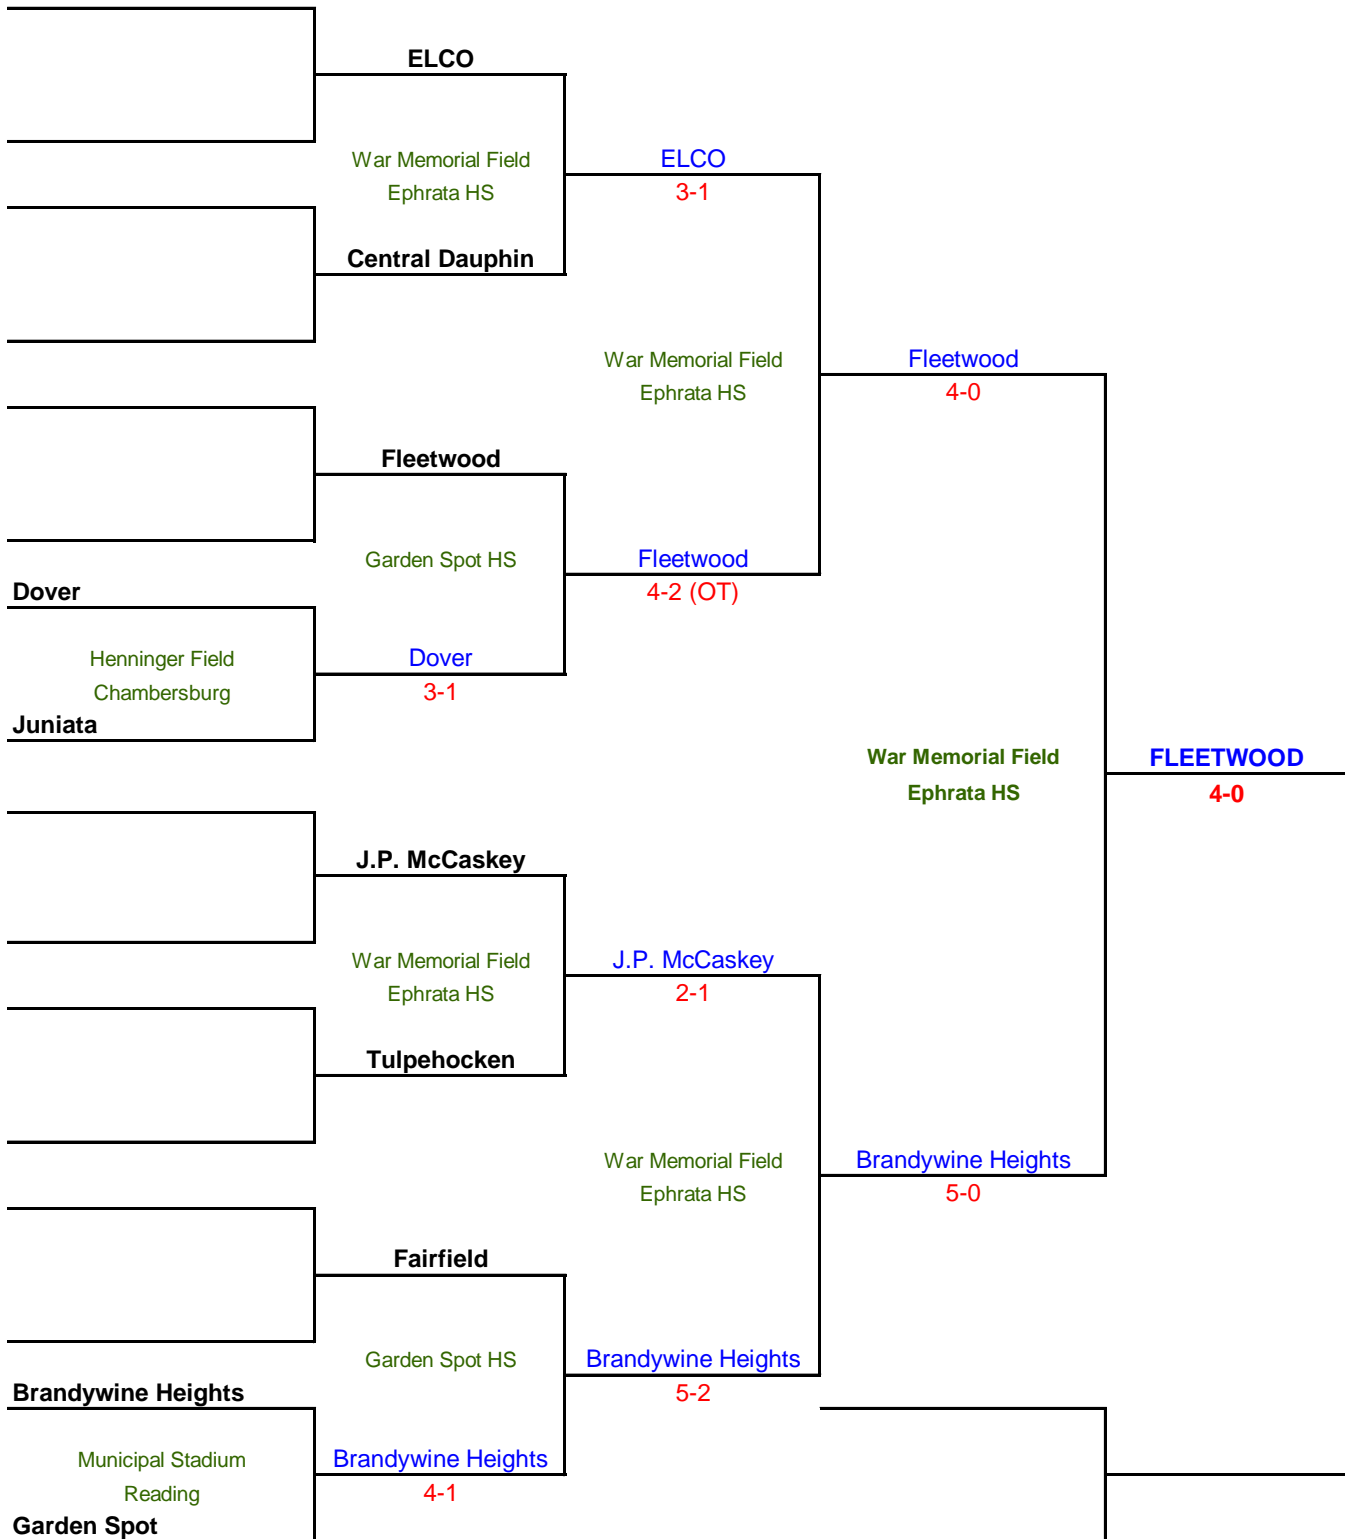 ELCO
War Memorial Field
Ephrata HS
ELCO
3-1
Central Dauphin
War Memorial Field
Ephrata HS
Fleetwood
4-0
Fleetwood
Garden Spot HS
Fleetwood
4-2 (OT)
Dover
Henninger Field
Chambersburg
Dover
3-1
Juniata
War Memorial Field
Ephrata HS
FLEETWOOD
4-0
J.P. McCaskey
War Memorial Field
Ephrata HS
J.P. McCaskey
2-1
Tulpehocken
War Memorial Field
Ephrata HS
Brandywine Heights
5-0
Fairfield
Garden Spot HS
Brandywine Heights
5-2
Brandywine Heights
Municipal Stadium
Reading
Brandywine Heights
4-1
Garden Spot